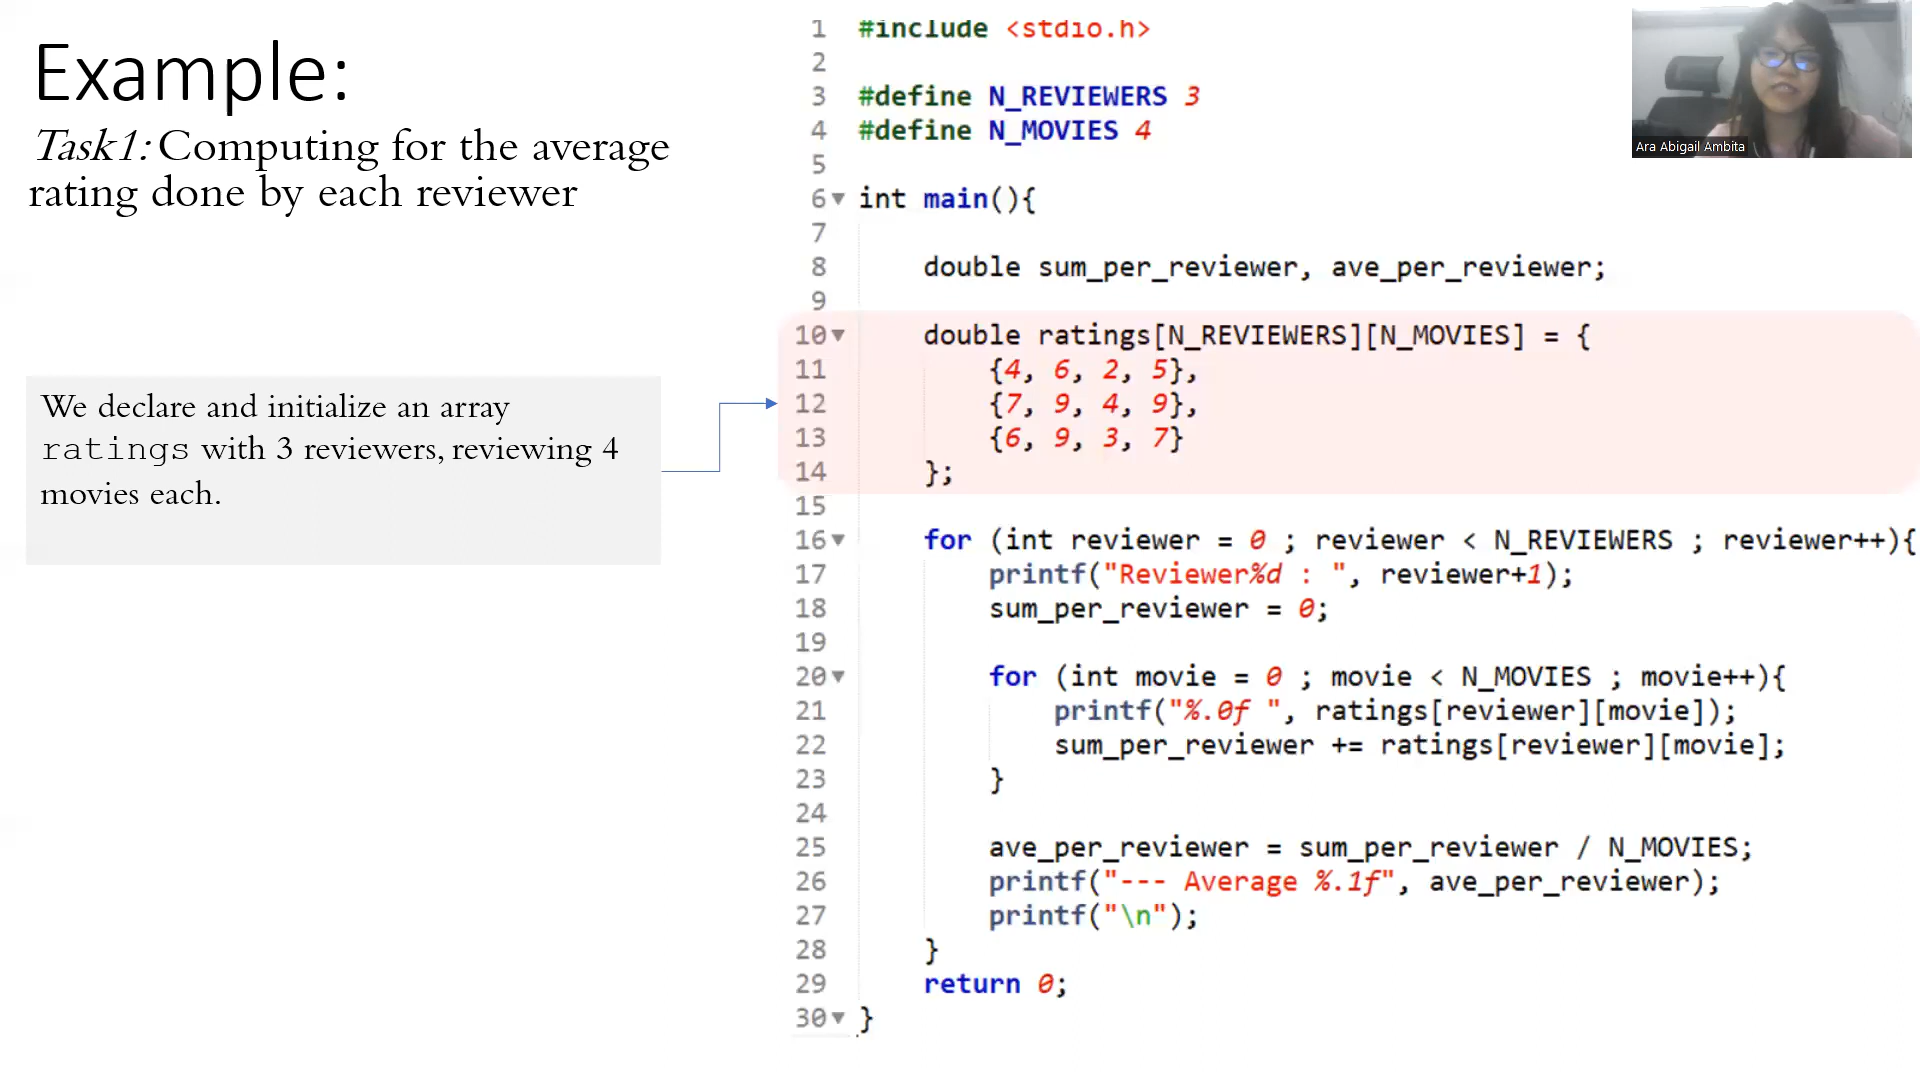 Example:
Task1: Computing for the average
rating done by each reviewer
We declare and initialize an array
ratings with 3 reviewers, reviewing 4
movies each.
1 #include <stdio.h>
2
3 #define N_REVIEWERS 3
4 #define N_MOVIES 4
5
6 int main(){
7
8 double sum_per_reviewer, ave_per_reviewer;
9
10 double ratings[N_REVIEWERS][N_MOVIES] = {
11 {4, 6, 2, 5},
12 {7, 9, 4, 9},
13 {6, 9, 3, 7}
14 };
15
16 for (int reviewer = 0 ; reviewer < N_REVIEWERS ; reviewer++){
17 printf("Reviewer%d : ", reviewer+1);
18 sum_per_reviewer = 0;
19
20 for (int movie = 0 ; movie < N_MOVIES ; movie++){
21 printf("%.0f ", ratings[reviewer][movie]);
22 sum_per_reviewer += ratings[reviewer][movie];
23 }
24
25 ave_per_reviewer = sum_per_reviewer / N_MOVIES;
26 printf("--- Average %.1f", ave_per_reviewer);
27 printf("\n");
28 }
29 return 0;
30 }
Ara Abigail Ambita